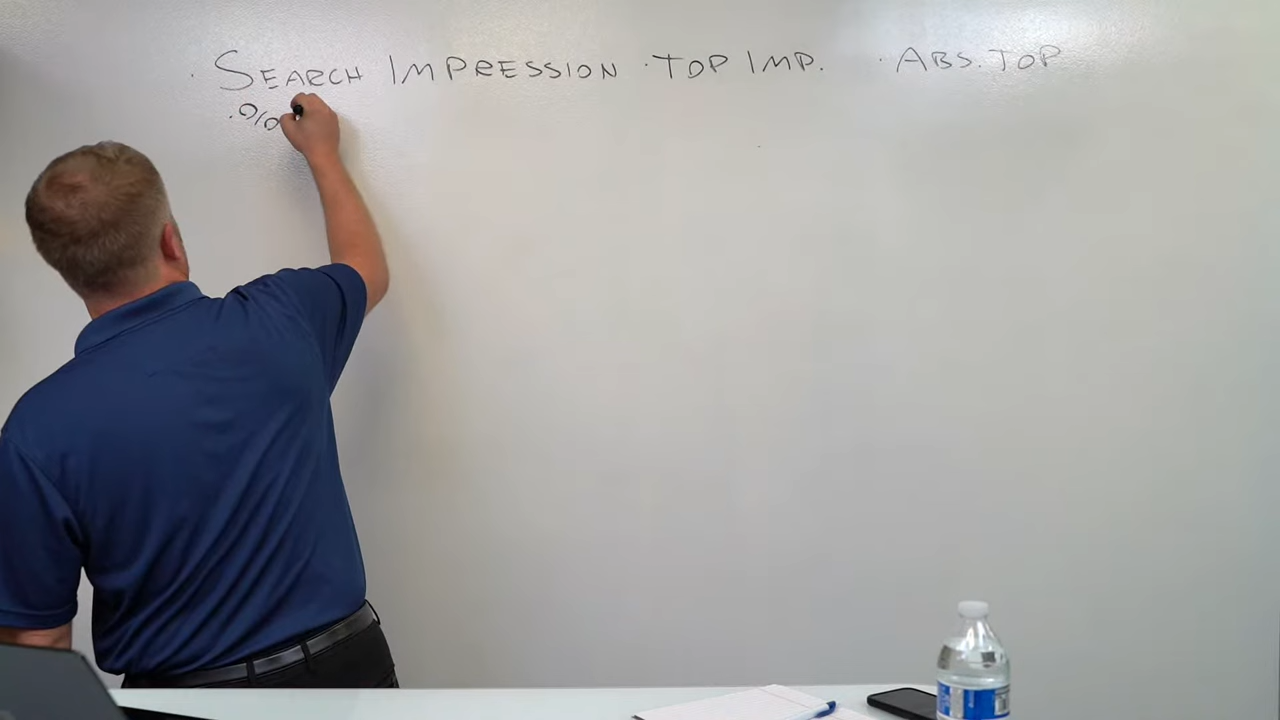 · SEARCH IMPRESSION · TOP IMP. · ABS. TOP
· %